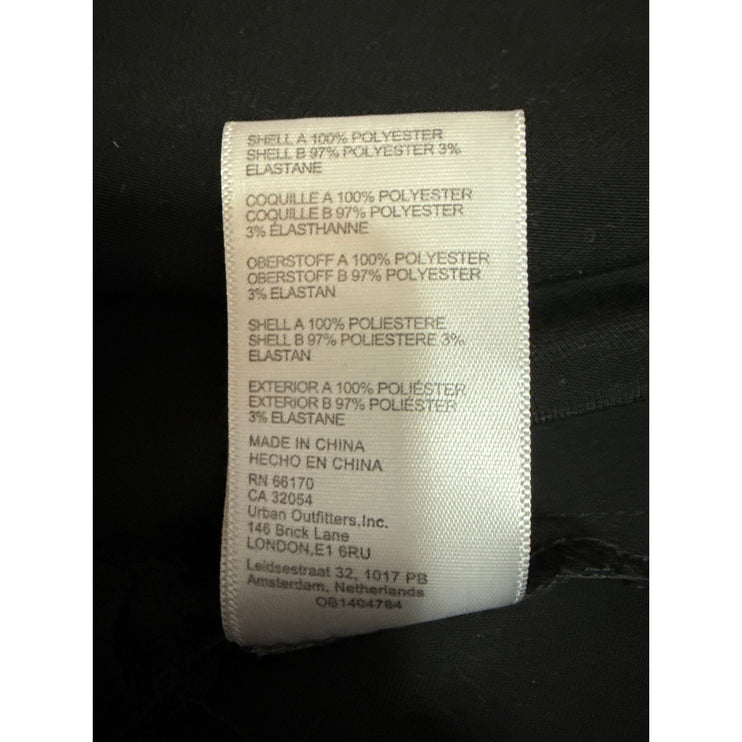 SHELL A 100% POLYESTER
SHELL B 97% POLYESTER 3%
ELASTANE
COQUILLE A 100% POLYESTER
COQUILLE B 97% POLYESTER
3% ÉLASTHANNE
OBERSTOFF A 100% POLYESTER
OBERSTOFF B 97% POLYESTER
3% ELASTAN
SHELL A 100% POLIESTERE
SHELL B 97% POLIESTERE 3%
ELASTAN
EXTERIOR A 100% POLIÉSTER
EXTERIOR B 97% POLIÉSTER
3% ELASTANE
MADE IN CHINA
HECHO EN CHINA
RN 66170
CA 32054
Urban Outfitters,Inc.
146 Brick Lane
LONDON,E1 6RU
Leidsestraat 32, 1017 PB
Amsterdam, Netherlands
OB1404764